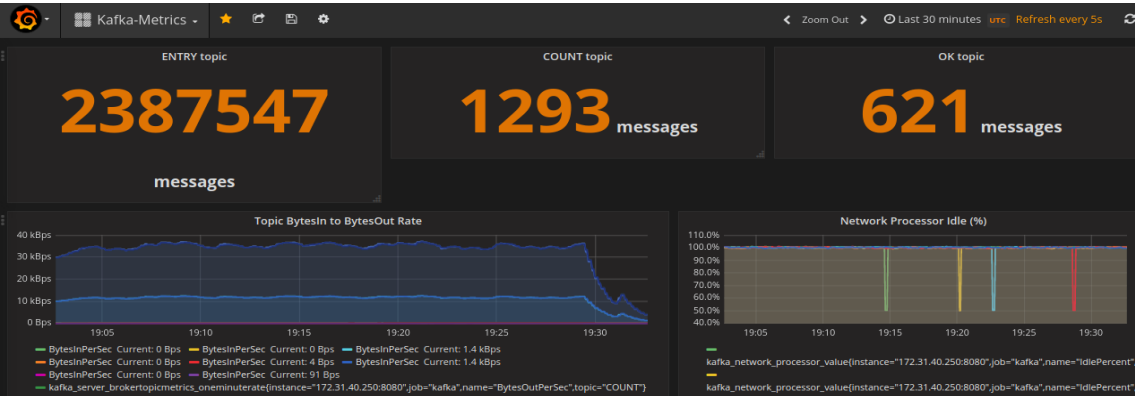 Kafka-Metrics
Zoom Out
Last 30 minutes UTC Refresh every 5s
ENTRY topic
2387547
messages
COUNT topic
1293 messages
OK topic
621 messages
Topic BytesIn to BytesOut Rate
40 kBps
30 kBps
20 kBps
10 kBps
0 Bps
19:05 19:10 19:15 19:20 19:25 19:30
BytesInPerSec Current: 0 Bps BytesInPerSec Current: 0 Bps BytesInPerSec Current: 1.4 kBps
BytesInPerSec Current: 0 Bps BytesInPerSec Current: 4 Bps BytesInPerSec Current: 1.4 kBps
BytesInPerSec Current: 0 Bps BytesInPerSec Current: 91 Bps
kafka_server_brokertopicmetrics_oneminuterate{instance="172.31.40.250:8080",job="kafka",name="BytesOutPerSec",topic="COUNT"}
Network Processor Idle (%)
110.0%
100.0%
90.0%
80.0%
70.0%
60.0%
50.0%
40.0%
19:05 19:10 19:15 19:20 19:25 19:30
kafka_network_processor_value{instance="172.31.40.250:8080",job="kafka",name="IdlePercent",
kafka_network_processor_value{instance="172.31.40.250:8080",job="kafka",name="IdlePercent",